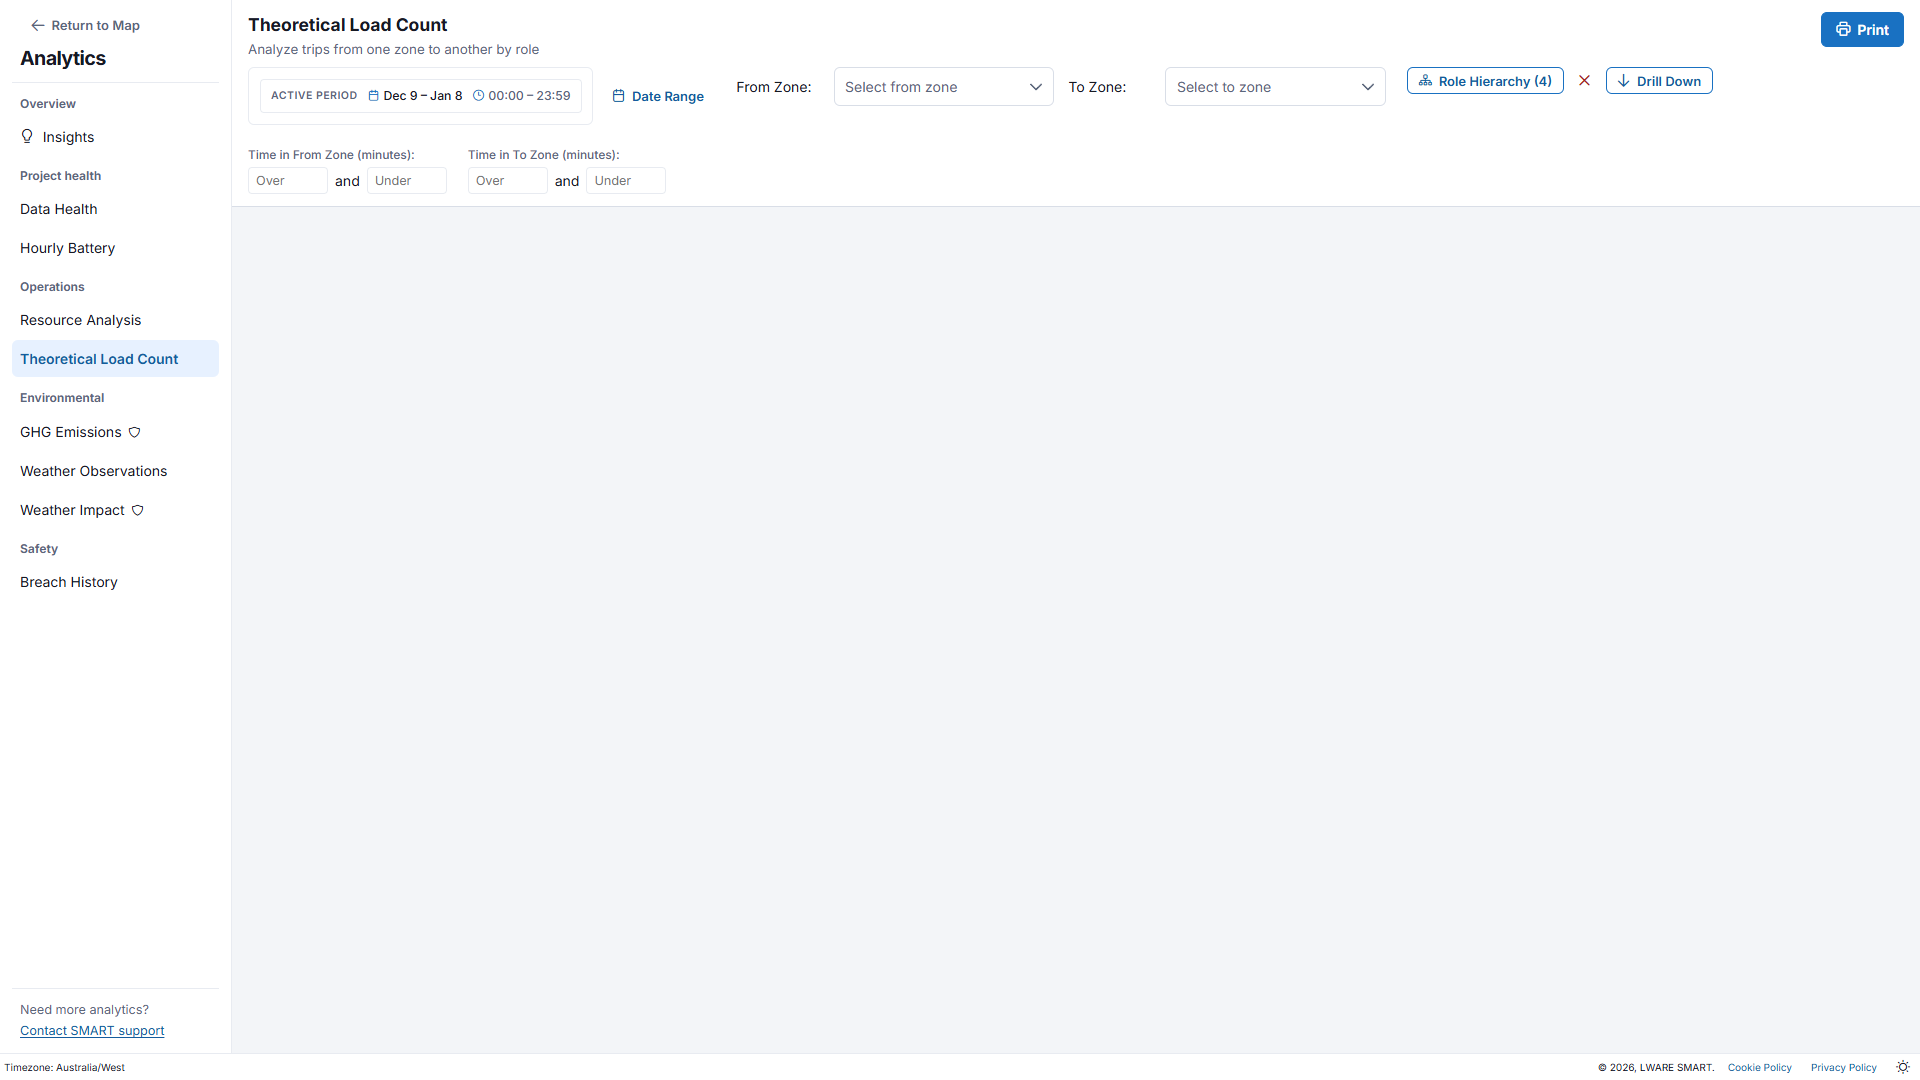 Return to Map
Analytics
Overview
Insights
Project health
Data Health
Hourly Battery
Operations
Resource Analysis
Theoretical Load Count
Environmental
GHG Emissions
Weather Observations
Weather Impact
Safety
Breach History
Need more analytics?
Contact SMART support
Theoretical Load Count
Analyze trips from one zone to another by role
Print
ACTIVE PERIOD Dec 9 – Jan 8 00:00 – 23:59
Date Range
From Zone: Select from zone
To Zone: Select to zone
Role Hierarchy (4)
Drill Down
Time in From Zone (minutes):
Over and Under
Time in To Zone (minutes):
Over and Under
Timezone: Australia/West
© 2026, LWARE SMART. Cookie Policy Privacy Policy